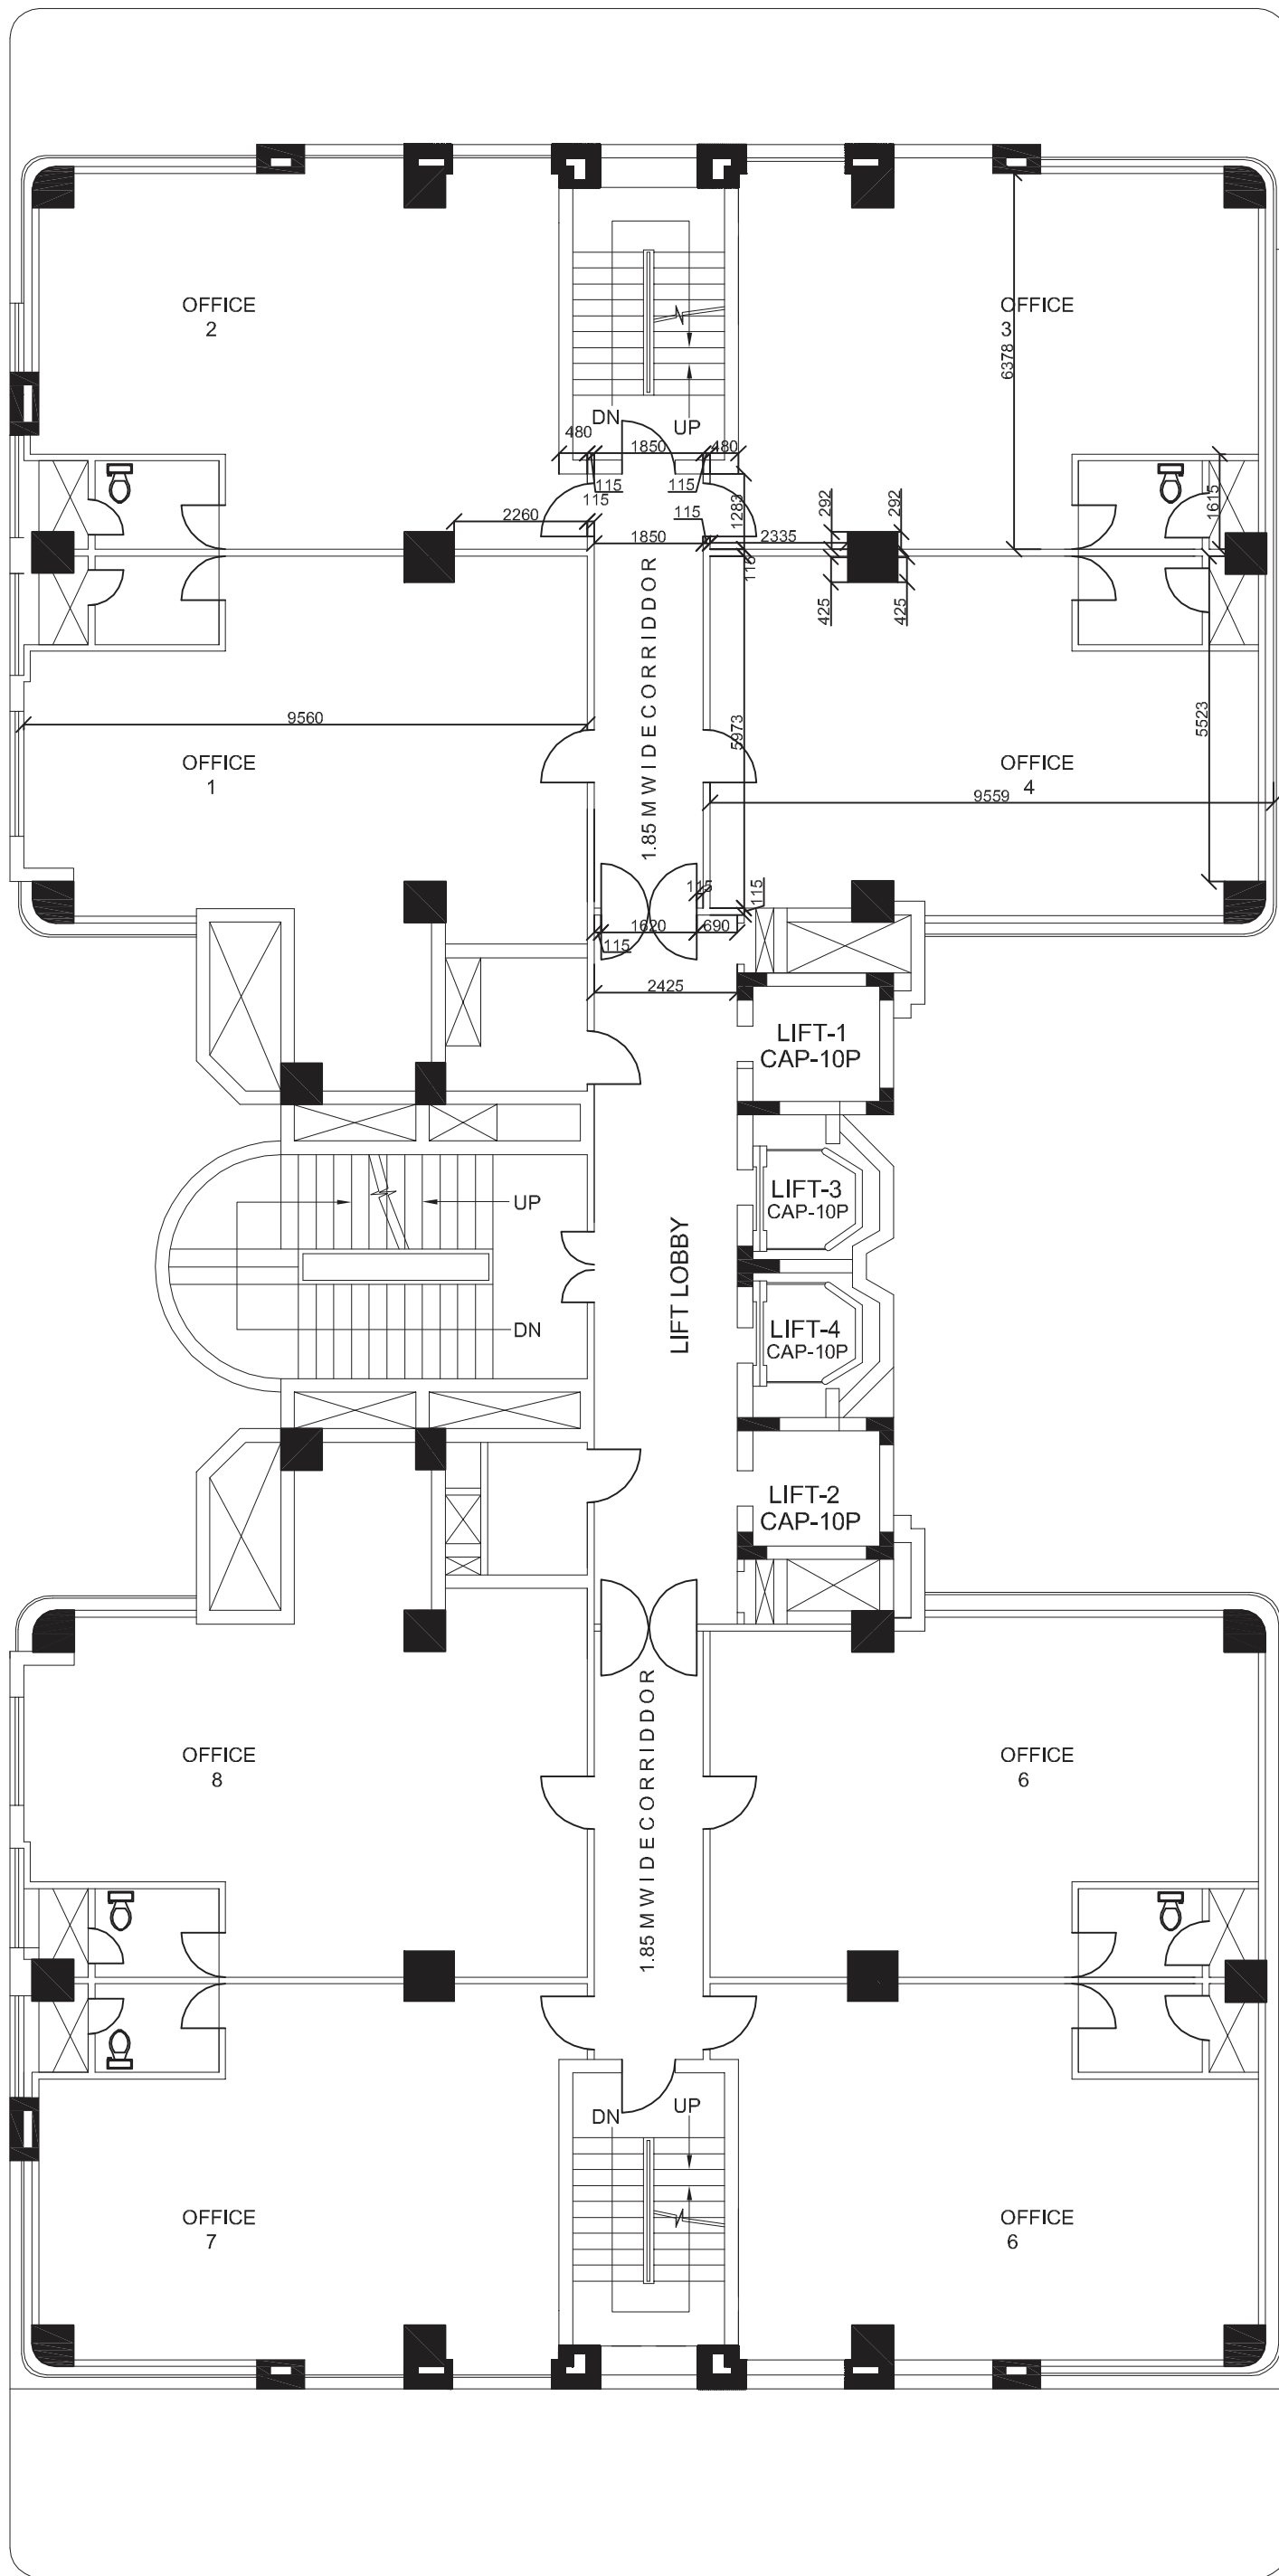 OFFICE
2
OFFICE
3
6378
DN
UP
480
1850
480
115
115
115
115
1283
292
292
1615
2260
1850
2335
115
425
425
1.85 M WIDE CORRIDDOR
9560
5973
5523
OFFICE
1
OFFICE
4
9559
115
115
1620
690
115
2425
LIFT-1
CAP-10P
UP
LIFT-3
CAP-10P
LIFT LOBBY
DN
LIFT-4
CAP-10P
LIFT-2
CAP-10P
1.85 M WIDE CORRIDDOR
OFFICE
8
OFFICE
6
DN
UP
OFFICE
7
OFFICE
6